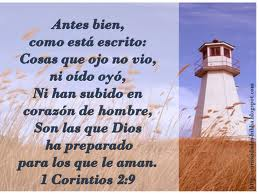 Antes bien,
como está escrito:
Cosas que ojo no vio,
ni oído oyó,
Ni han subido en
corazón de hombre,
Son las que Dios
ha preparado
para los que le aman.
1 Corintios 2:9